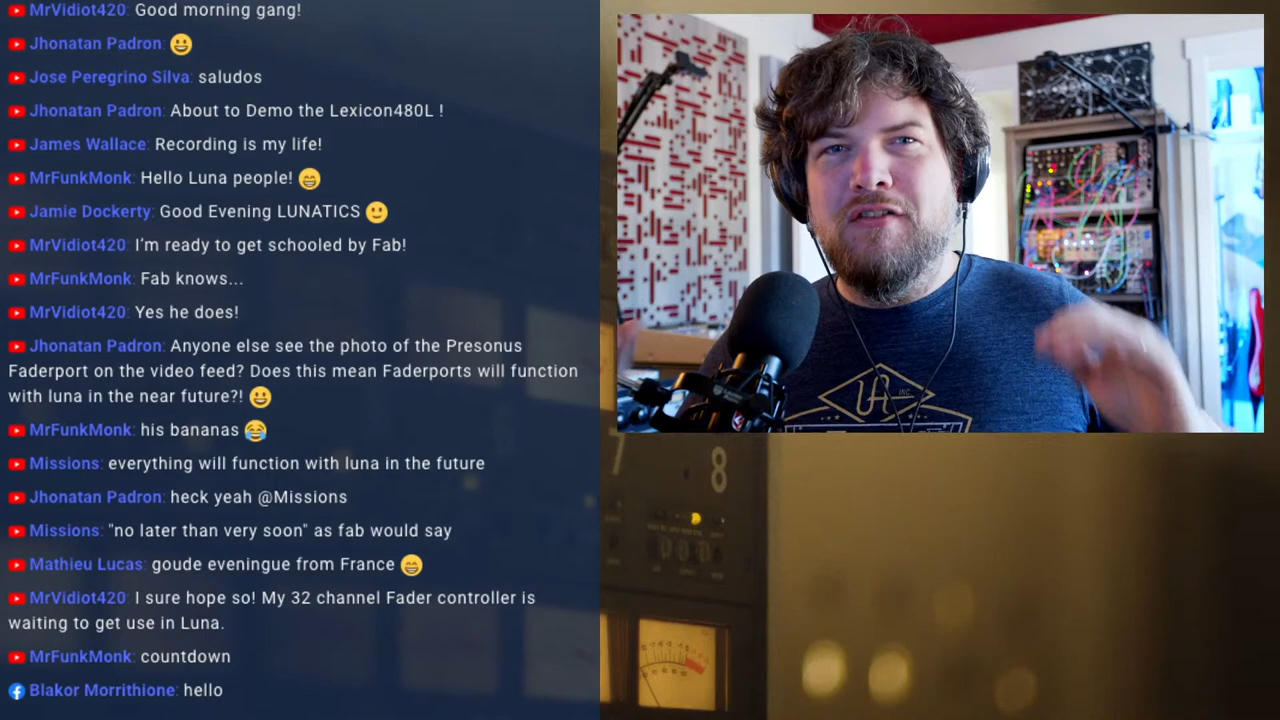 MrVidiot420: Good morning gang!
Jhonatan Padron: 😀
Jose Peregrino Silva: saludos
Jhonatan Padron: About to Demo the Lexicon480L !
James Wallace: Recording is my life!
MrFunkMonk: Hello Luna people! 😁
Jamie Dockerty: Good Evening LUNATICS 🙂
MrVidiot420: I'm ready to get schooled by Fab!
MrFunkMonk: Fab knows...
MrVidiot420: Yes he does!
Jhonatan Padron: Anyone else see the photo of the Presonus
Faderport on the video feed? Does this mean Faderports will function
with luna in the near future?! 😀
MrFunkMonk: his bananas 😂
Missions: everything will function with luna in the future
Jhonatan Padron: heck yeah @Missions
Missions: "no later than very soon" as fab would say
Mathieu Lucas: goude eveningue from France 😁
MrVidiot420: I sure hope so! My 32 channel Fader controller is
waiting to get use in Luna.
MrFunkMonk: countdown
Blakor Morrithione: hello
UA INC
7 8